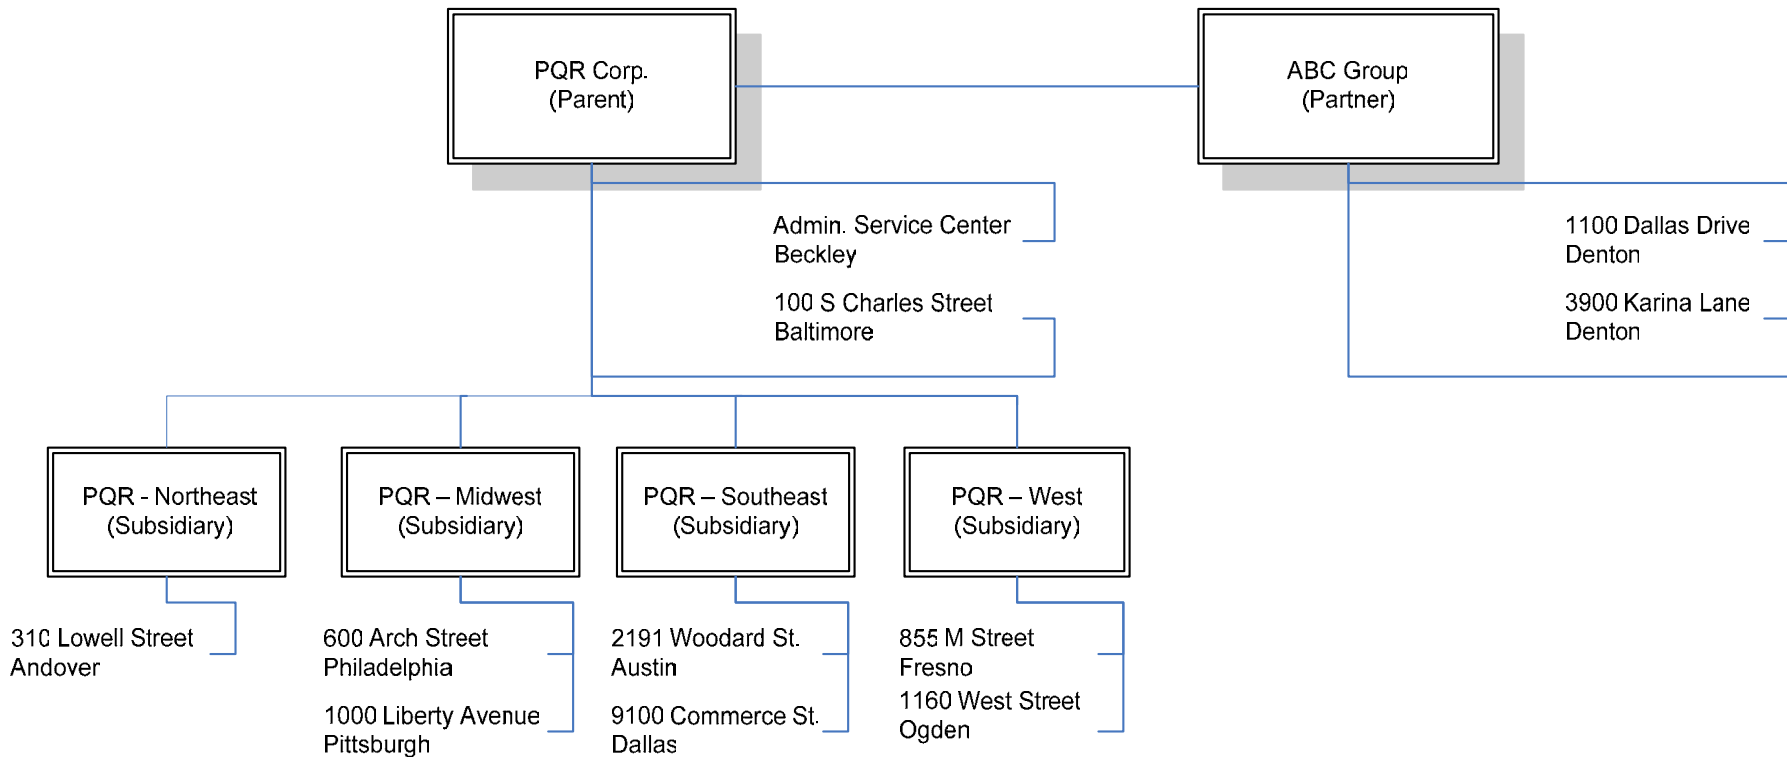 PQR Corp.
(Parent)
ABC Group
(Partner)
Admin. Service Center
Beckley
100 S Charles Street
Baltimore
1100 Dallas Drive
Denton
3900 Karina Lane
Denton
PQR - Northeast
(Subsidiary)
PQR – Midwest
(Subsidiary)
PQR – Southeast
(Subsidiary)
PQR – West
(Subsidiary)
310 Lowell Street
Andover
600 Arch Street
Philadelphia
1000 Liberty Avenue
Pittsburgh
2191 Woodard St.
Austin
9100 Commerce St.
Dallas
855 M Street
Fresno
1160 West Street
Ogden